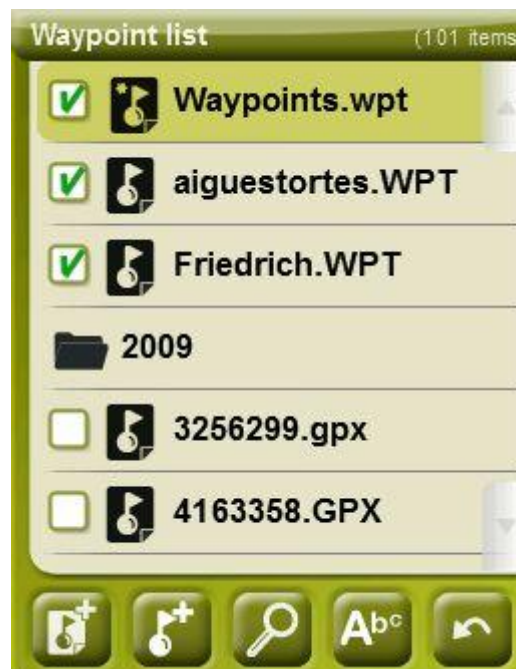 Waypoint list (101 items
Waypoints.wpt
aiguestortes.WPT
Friedrich.WPT
2009
3256299.gpx
4163358.GPX
Abc